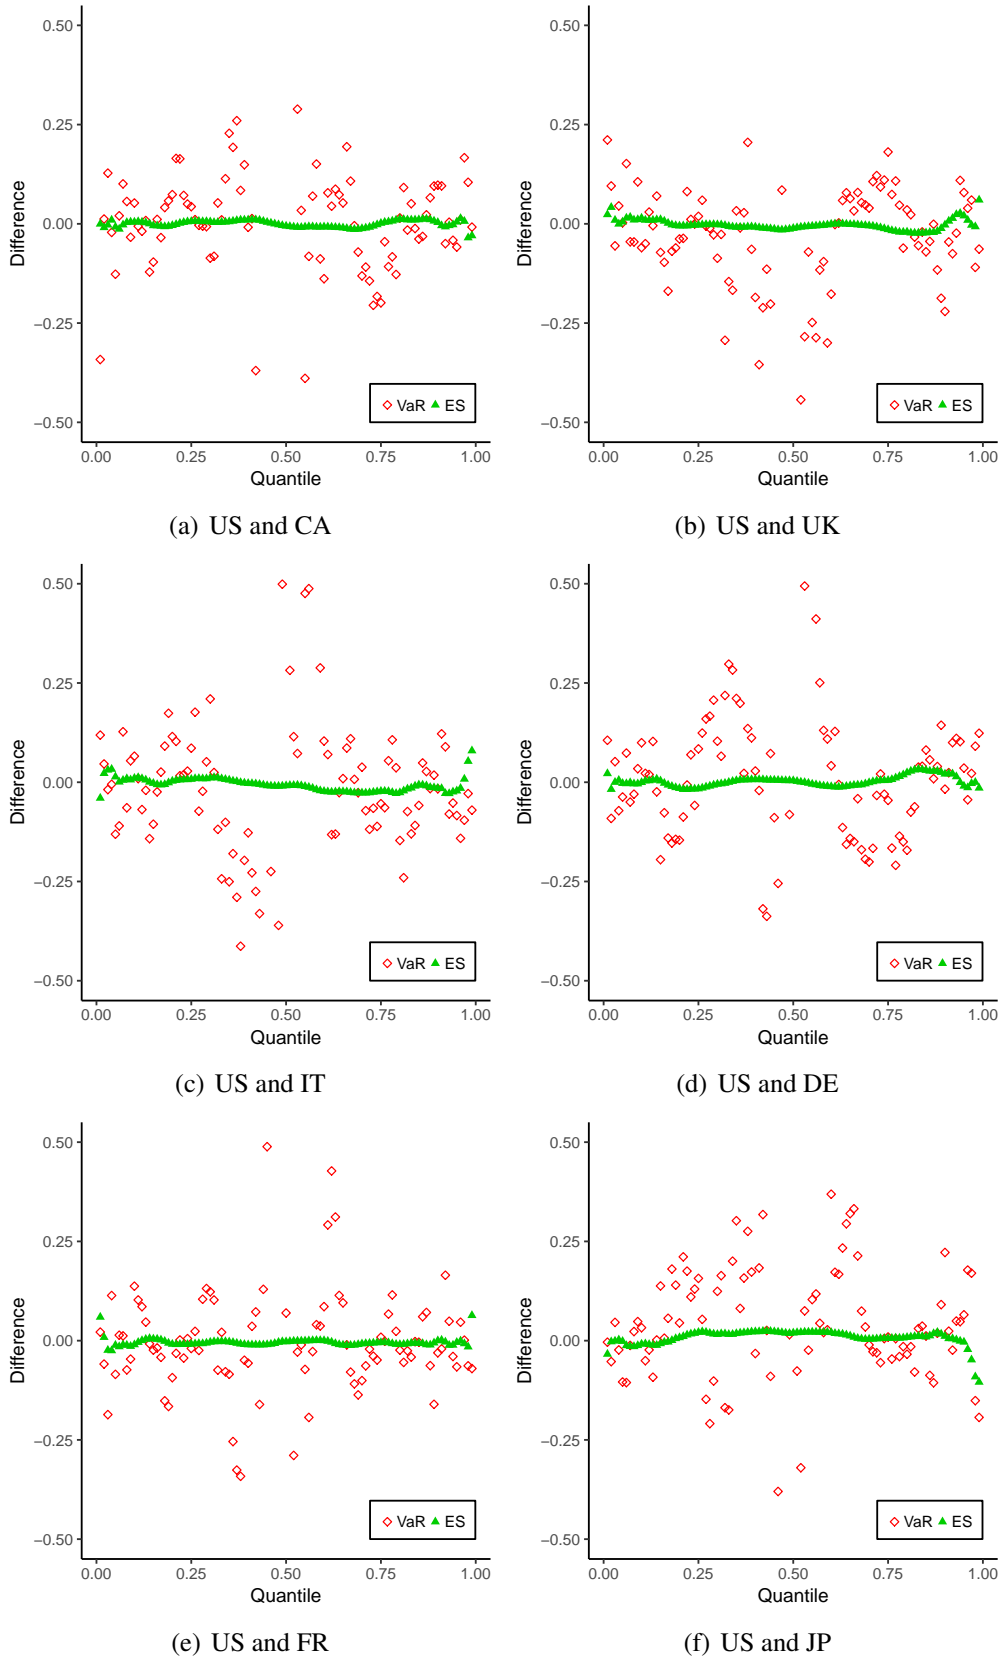 0.50
0.25
0.00
−0.25
−0.50
Difference
0.00 0.25 0.50 0.75 1.00
Quantile
VaR ES
(a) US and CA
0.50
0.25
0.00
−0.25
−0.50
Difference
0.00 0.25 0.50 0.75 1.00
Quantile
VaR ES
(b) US and UK
0.50
0.25
0.00
−0.25
−0.50
Difference
0.00 0.25 0.50 0.75 1.00
Quantile
VaR ES
(c) US and IT
0.50
0.25
0.00
−0.25
−0.50
Difference
0.00 0.25 0.50 0.75 1.00
Quantile
VaR ES
(d) US and DE
0.50
0.25
0.00
−0.25
−0.50
Difference
0.00 0.25 0.50 0.75 1.00
Quantile
VaR ES
(e) US and FR
0.50
0.25
0.00
−0.25
−0.50
Difference
0.00 0.25 0.50 0.75 1.00
Quantile
VaR ES
(f) US and JP